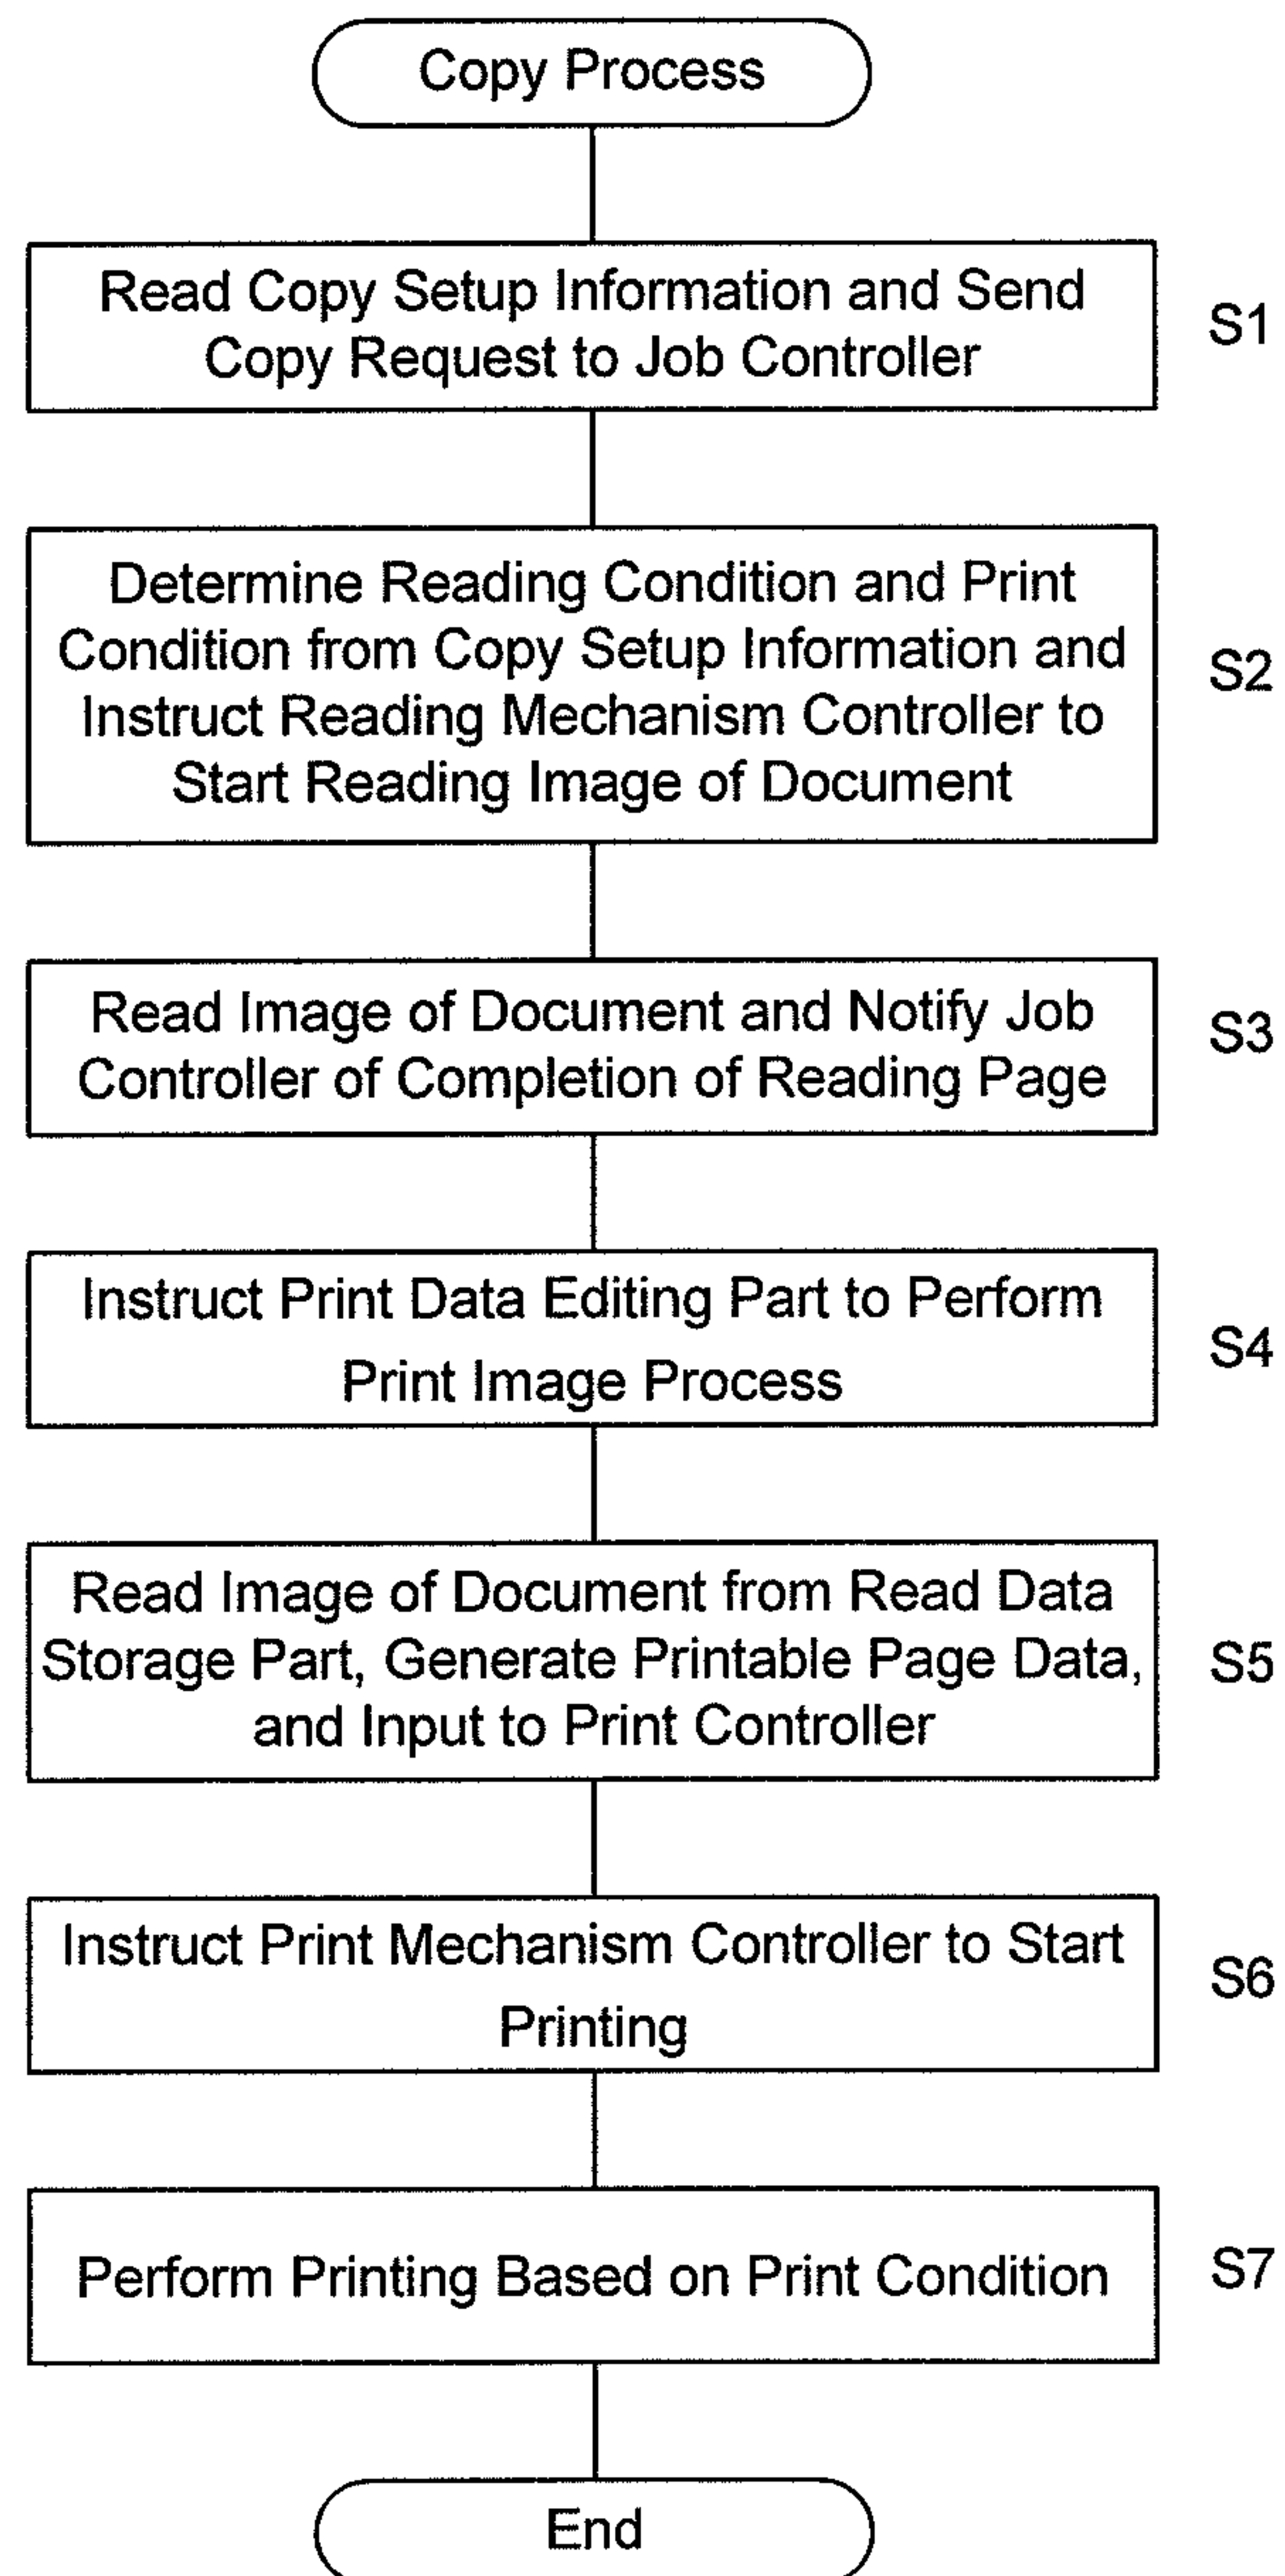 Copy Process
Read Copy Setup Information and Send
Copy Request to Job Controller
S1
Determine Reading Condition and Print
Condition from Copy Setup Information and
Instruct Reading Mechanism Controller to
Start Reading Image of Document
S2
Read Image of Document and Notify Job
Controller of Completion of Reading Page
S3
Instruct Print Data Editing Part to Perform
Print Image Process
S4
Read Image of Document from Read Data
Storage Part, Generate Printable Page Data,
and Input to Print Controller
S5
Instruct Print Mechanism Controller to Start
Printing
S6
Perform Printing Based on Print Condition
S7
End